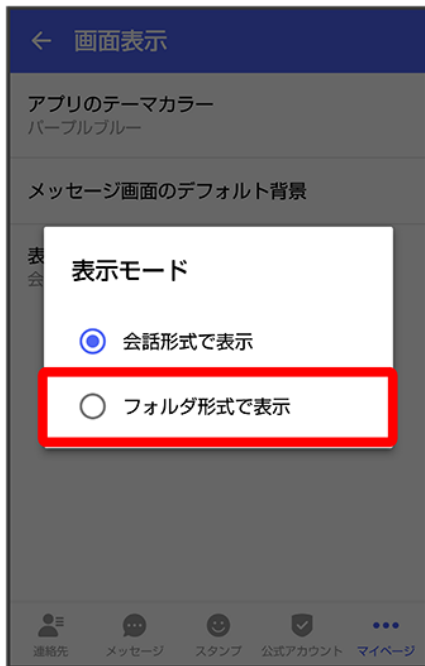 画面表示
アプリのテーマカラー
パープルブルー
メッセージ画面のデフォルト背景
表
会
表示モード
会話形式で表示
フォルダ形式で表示
連絡先 メッセージ スタンプ 公式アカウント マイページ